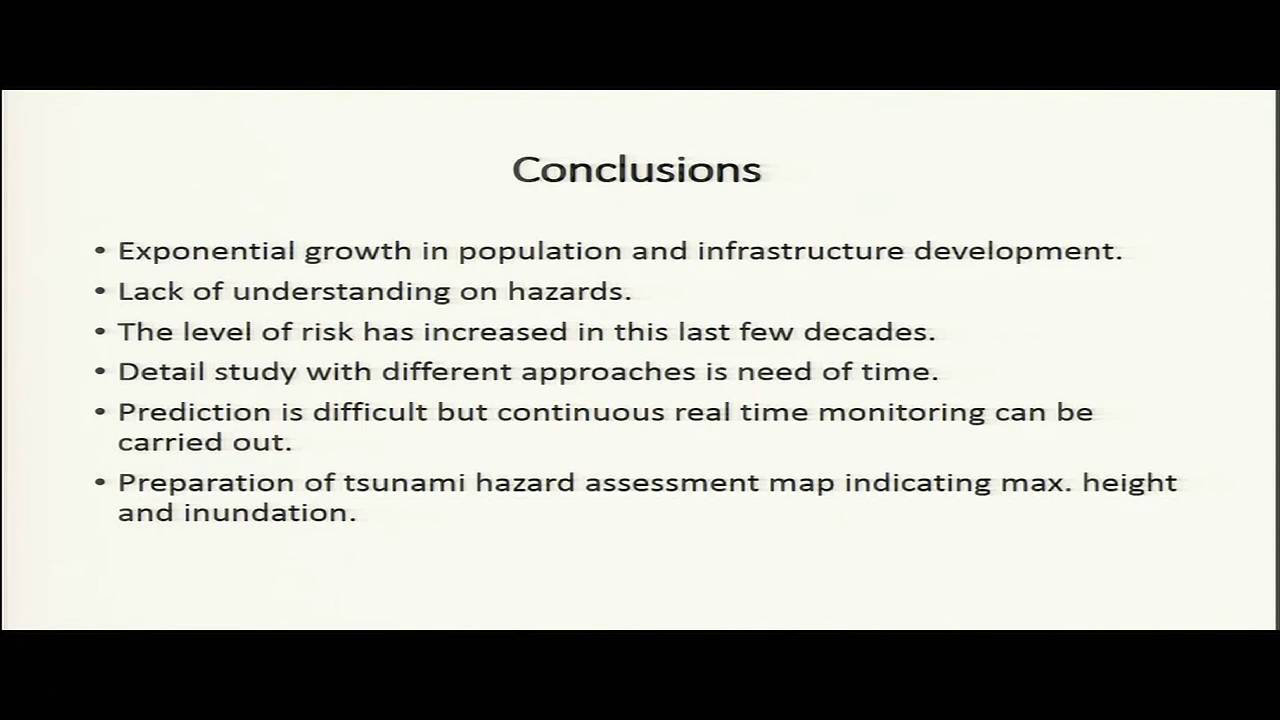 Conclusions
• Exponential growth in population and infrastructure development.
• Lack of understanding on hazards.
• The level of risk has increased in this last few decades.
• Detail study with different approaches is need of time.
• Prediction is difficult but continuous real time monitoring can be
carried out.
• Preparation of tsunami hazard assessment map indicating max. height
and inundation.